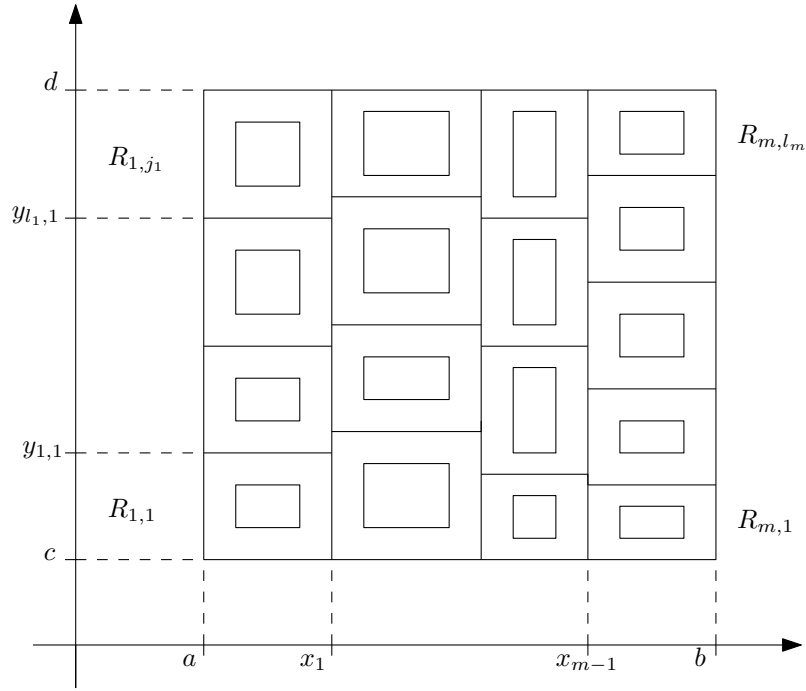 d
R_{1,j_1}
R_{m,l_m}
y_{l_1,1}
y_{1,1}
R_{1,1}
R_{m,1}
c
a
x_1
x_{m-1}
b